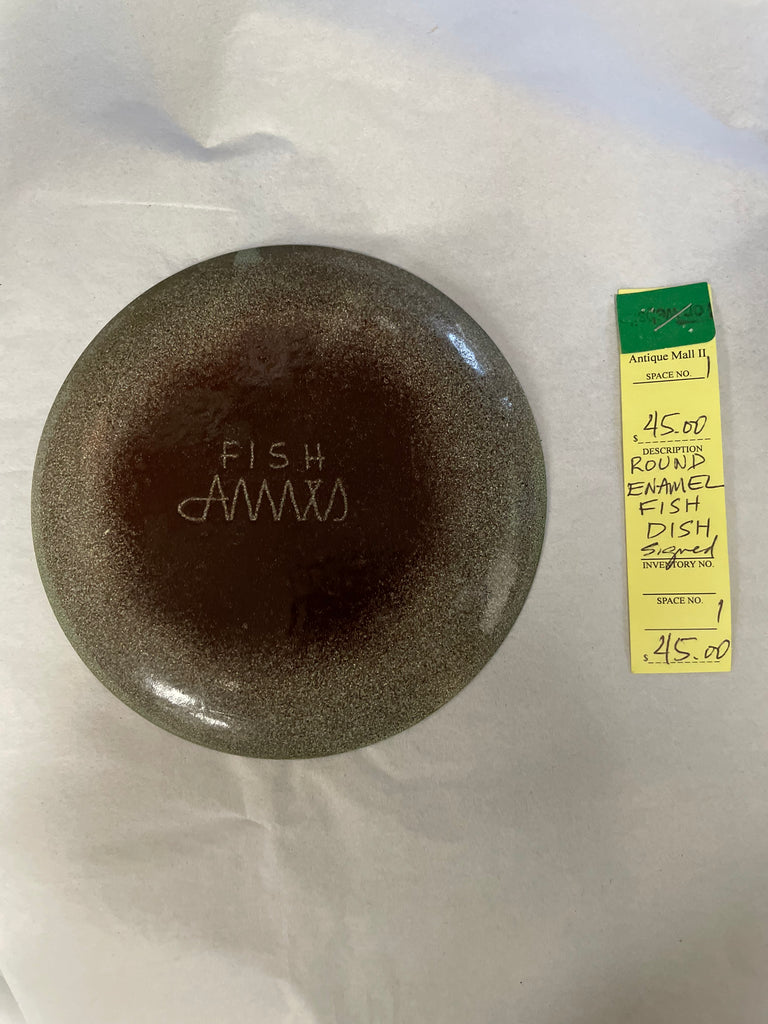 FISH
Antique Mall II
SPACE NO. 1
$ 45.00
DESCRIPTION
ROUND
ENAMEL
FISH
DISH
Signed
INVENTORY NO.
SPACE NO.
1
$ 45.00